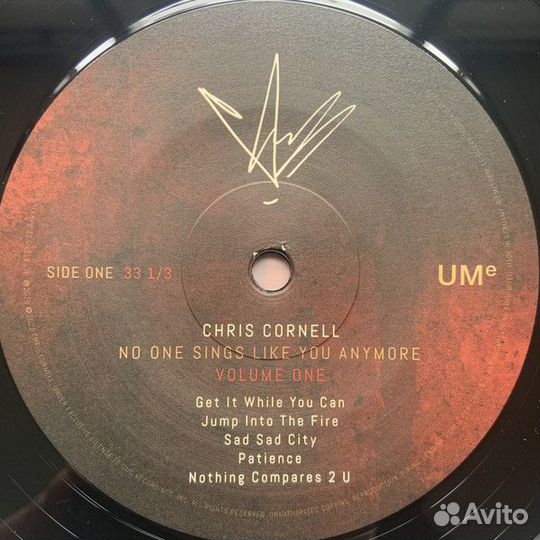 SIDE ONE 33 1/3
UMe
CHRIS CORNELL
NO ONE SINGS LIKE YOU ANYMORE
VOLUME ONE
Get It While You Can
Jump Into The Fire
Sad Sad City
Patience
Nothing Compares 2 U
Avito